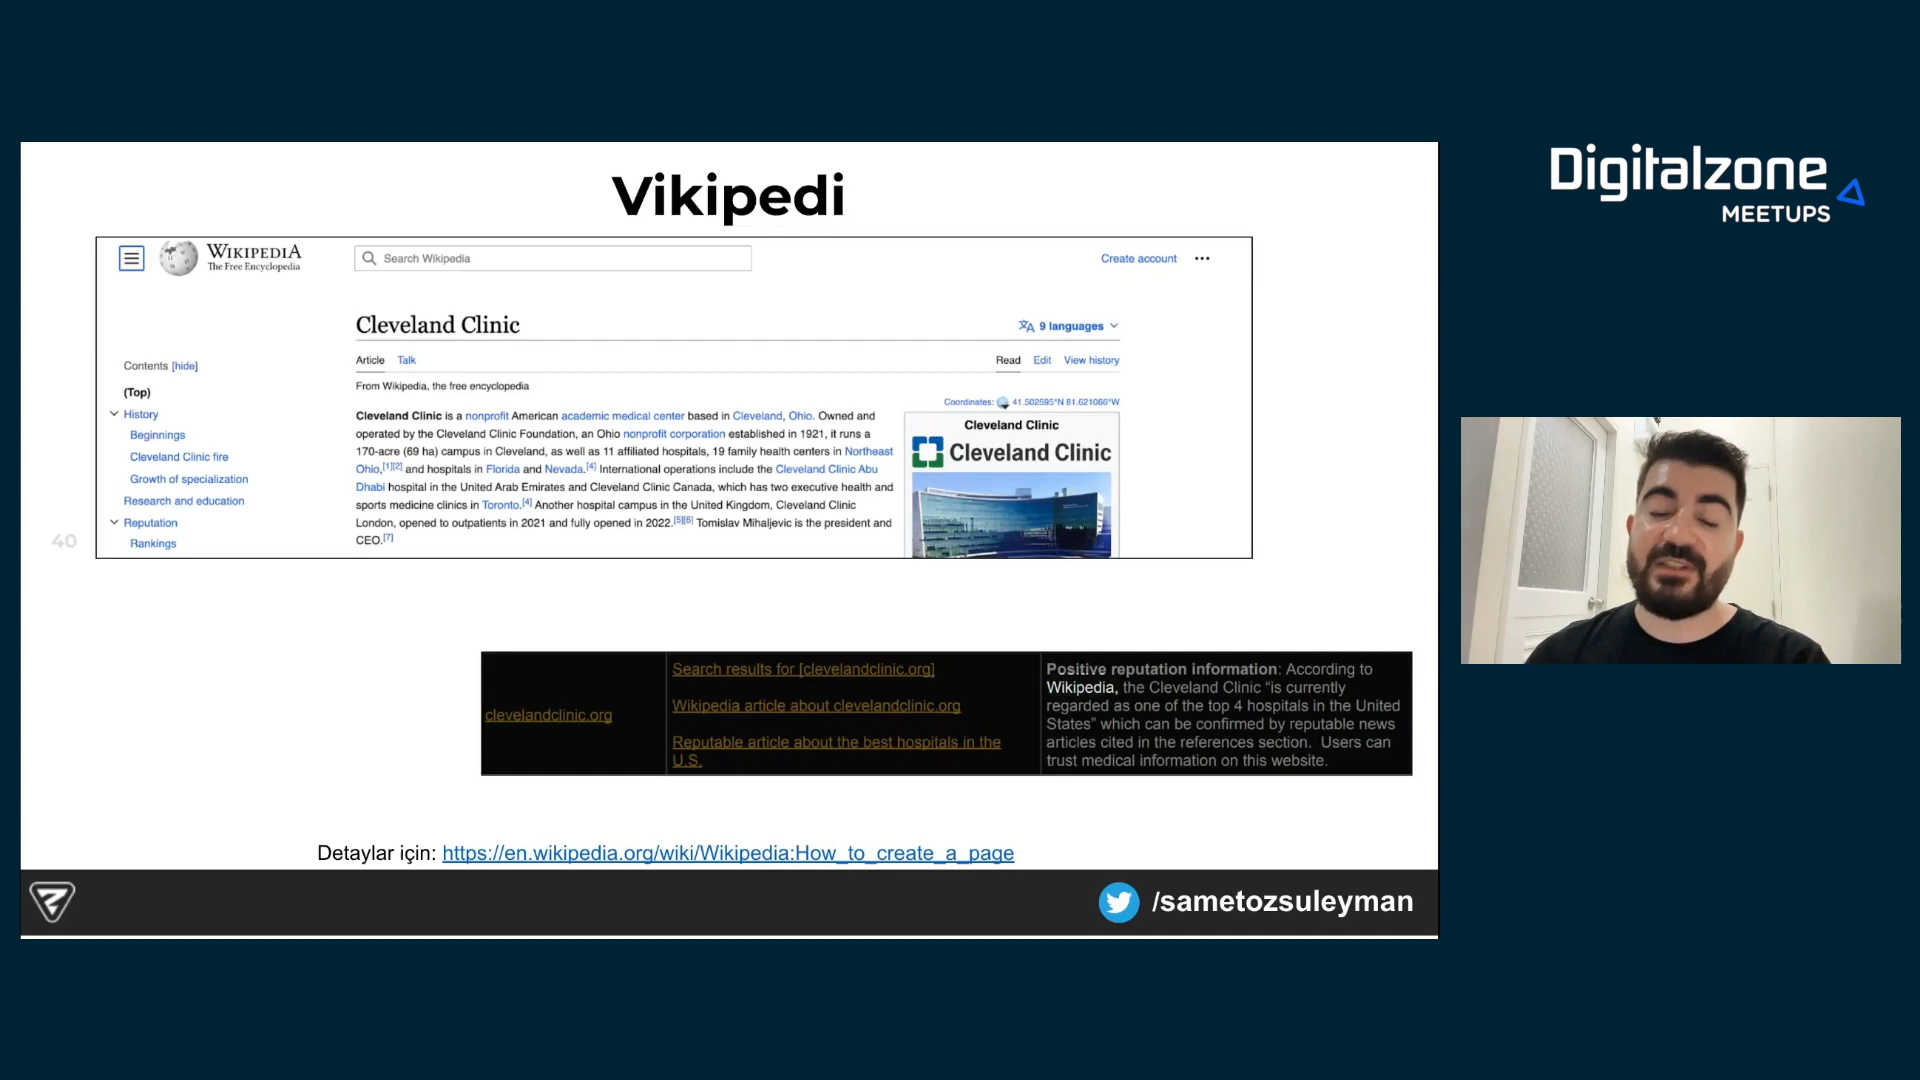 Digitalzone
MEETUPS
Vikipedi
WIKIPEDIA
The Free Encyclopedia
Search Wikipedia
Create account
Cleveland Clinic
9 languages
Contents [hide]
(Top)
History
Beginnings
Cleveland Clinic fire
Growth of specialization
Research and education
Reputation
Rankings
Article Talk
Read Edit View history
From Wikipedia, the free encyclopedia
Coordinates: 41.502595°N 81.621066°W
Cleveland Clinic is a nonprofit American academic medical center based in Cleveland, Ohio. Owned and
operated by the Cleveland Clinic Foundation, an Ohio nonprofit corporation established in 1921, it runs a
170-acre (69 ha) campus in Cleveland, as well as 11 affiliated hospitals, 19 family health centers in Northeast
Ohio,[1][2] and hospitals in Florida and Nevada.[4] International operations include the Cleveland Clinic Abu
Dhabi hospital in the United Arab Emirates and Cleveland Clinic Canada, which has two executive health and
sports medicine clinics in Toronto.[4] Another hospital campus in the United Kingdom, Cleveland Clinic
London, opened to outpatients in 2021 and fully opened in 2022.[5][6] Tomislav Mihaljevic is the president and
CEO.[7]
Cleveland Clinic
Cleveland Clinic
40
clevelandclinic.org
Search results for [clevelandclinic.org]
Wikipedia article about clevelandclinic.org
Reputable article about the best hospitals in the
U.S.
Positive reputation information: According to
Wikipedia, the Cleveland Clinic “is currently
regarded as one of the top 4 hospitals in the United
States” which can be confirmed by reputable news
articles cited in the references section. Users can
trust medical information on this website.
Detaylar için: https://en.wikipedia.org/wiki/Wikipedia:How_to_create_a_page
/sametozsuleyman